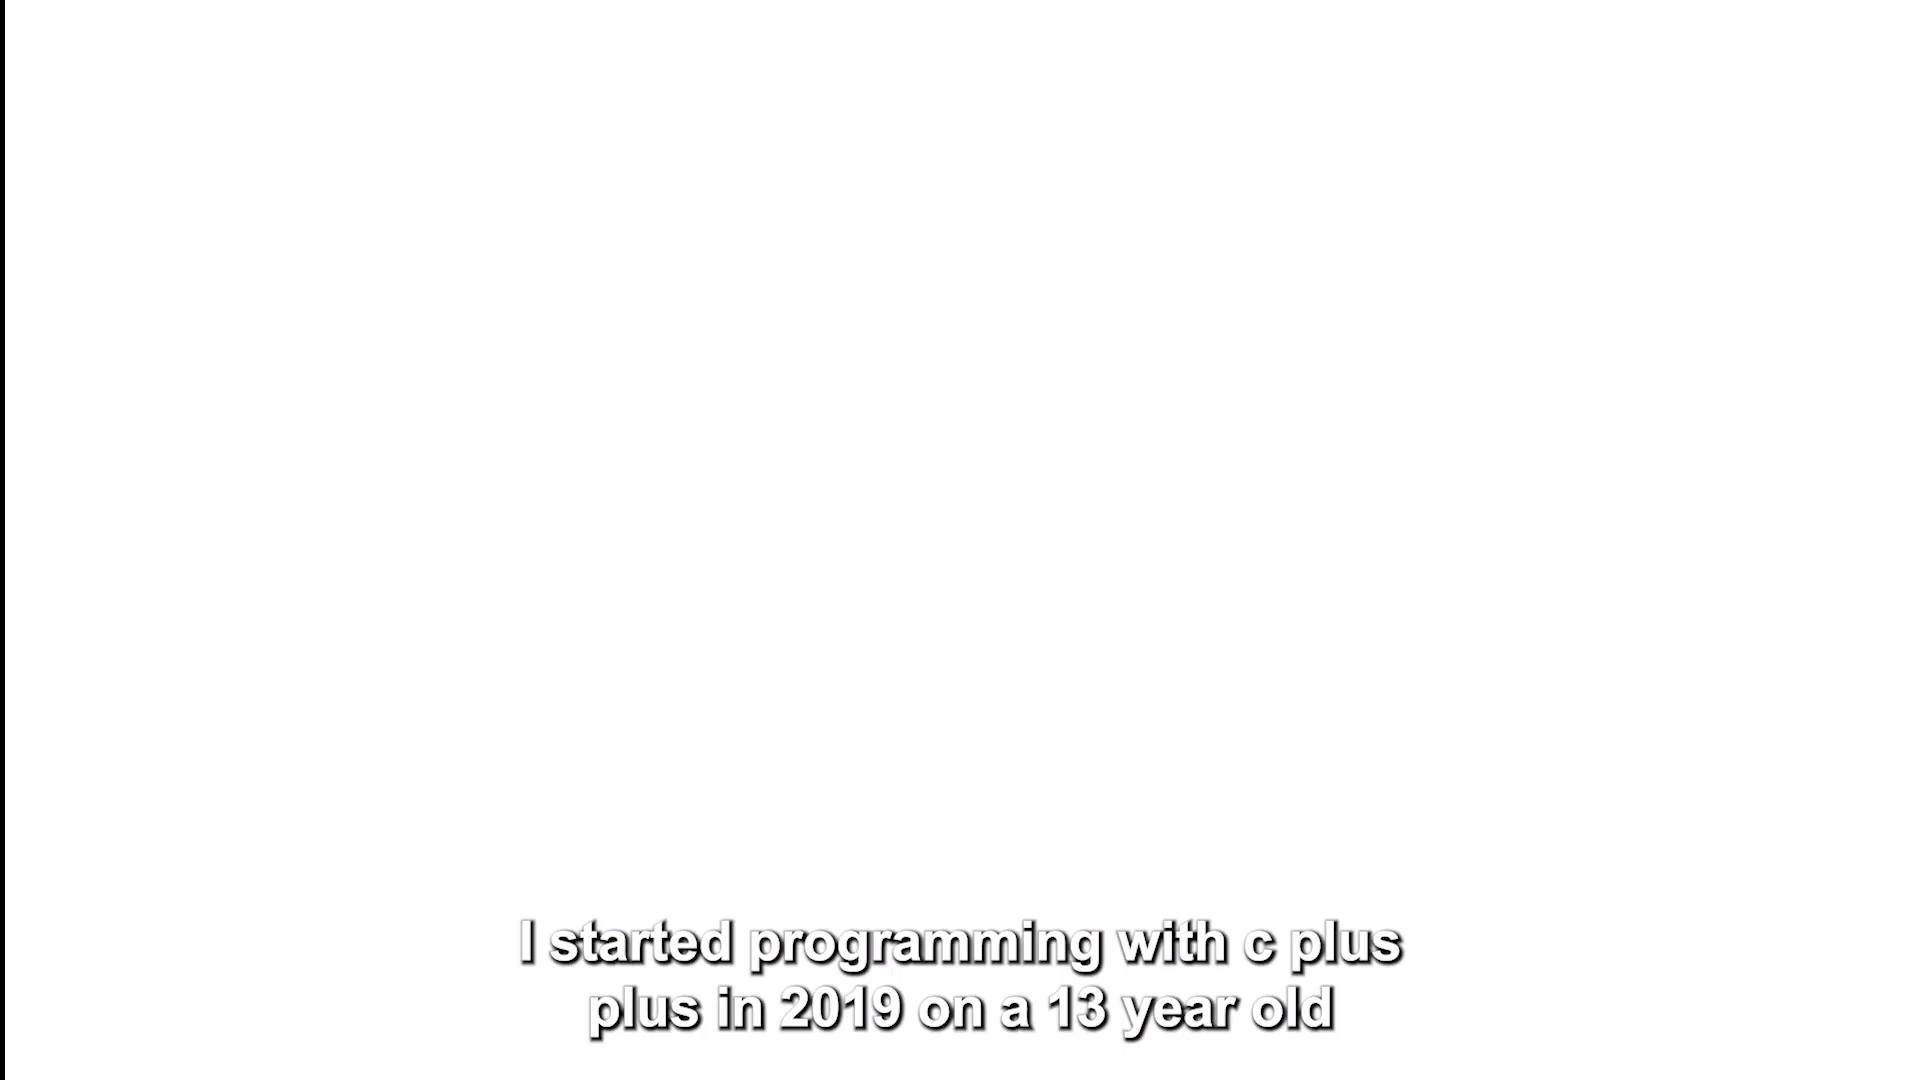 I started programming with c plus
plus in 2019 on a 13 year old